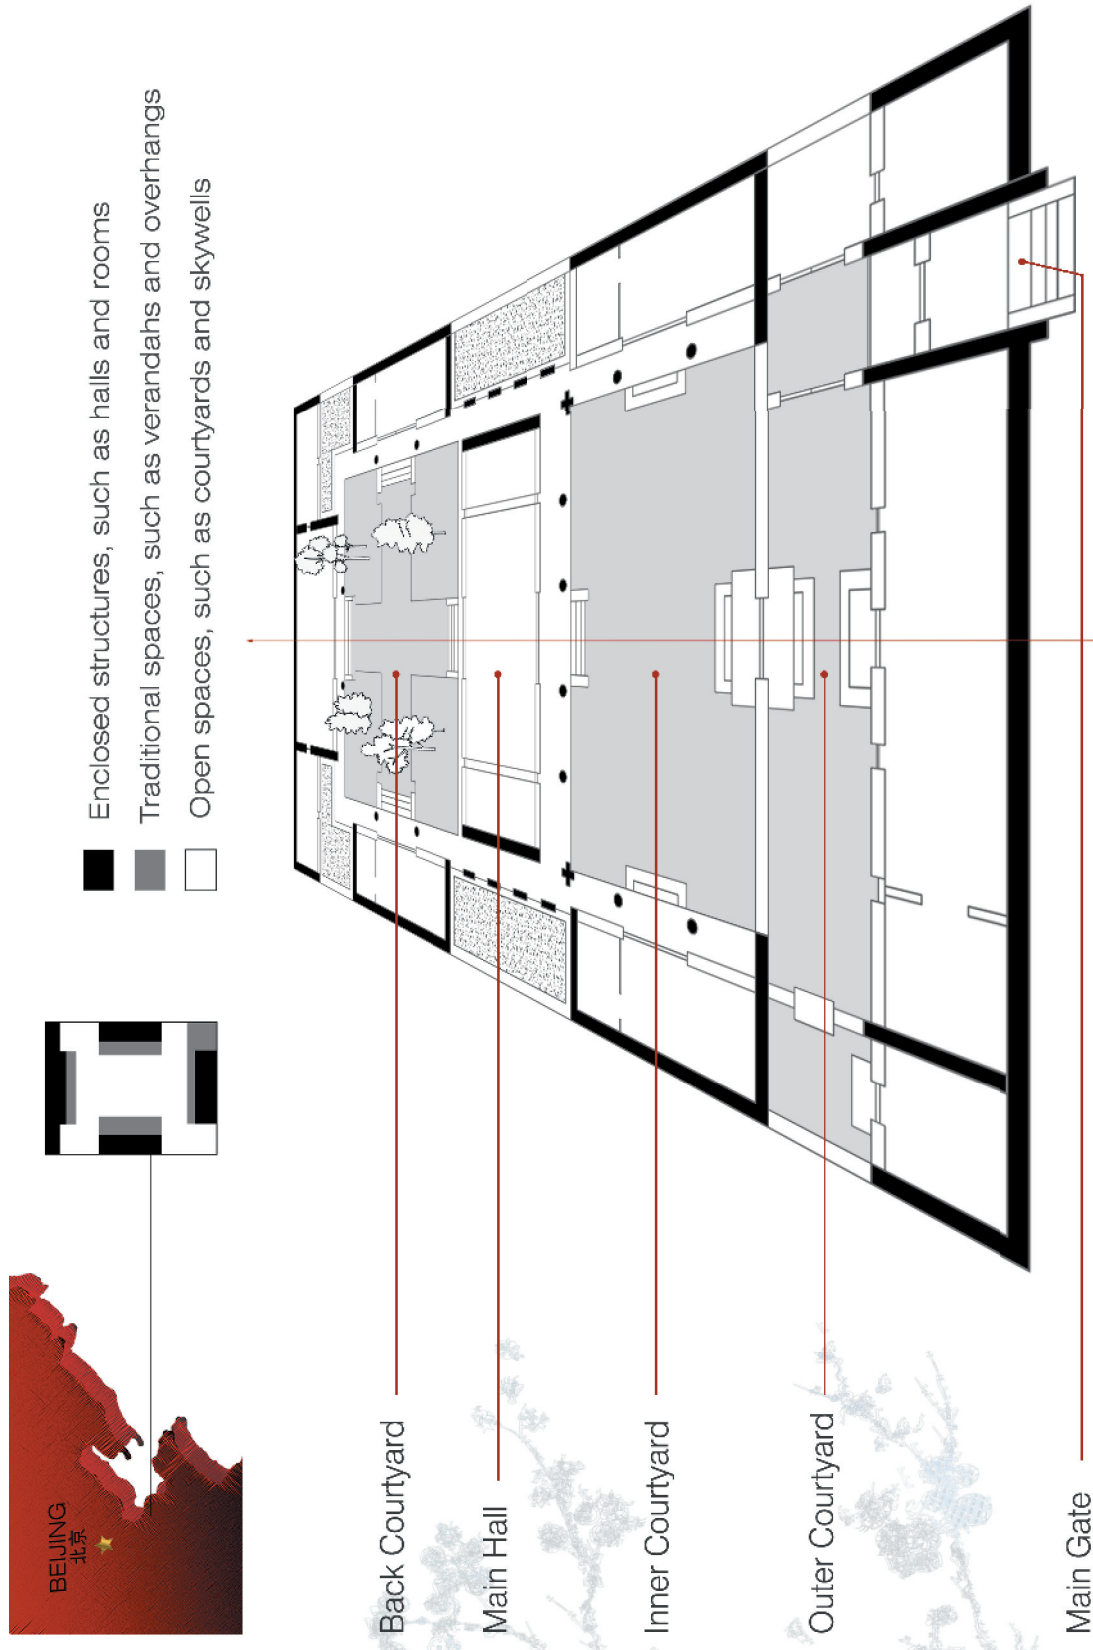 BEIJING
北京
Enclosed structures, such as halls and rooms
Traditional spaces, such as verandahs and overhangs
Open spaces, such as courtyards and skywells
Back Courtyard
Main Hall
Inner Courtyard
Outer Courtyard
Main Gate